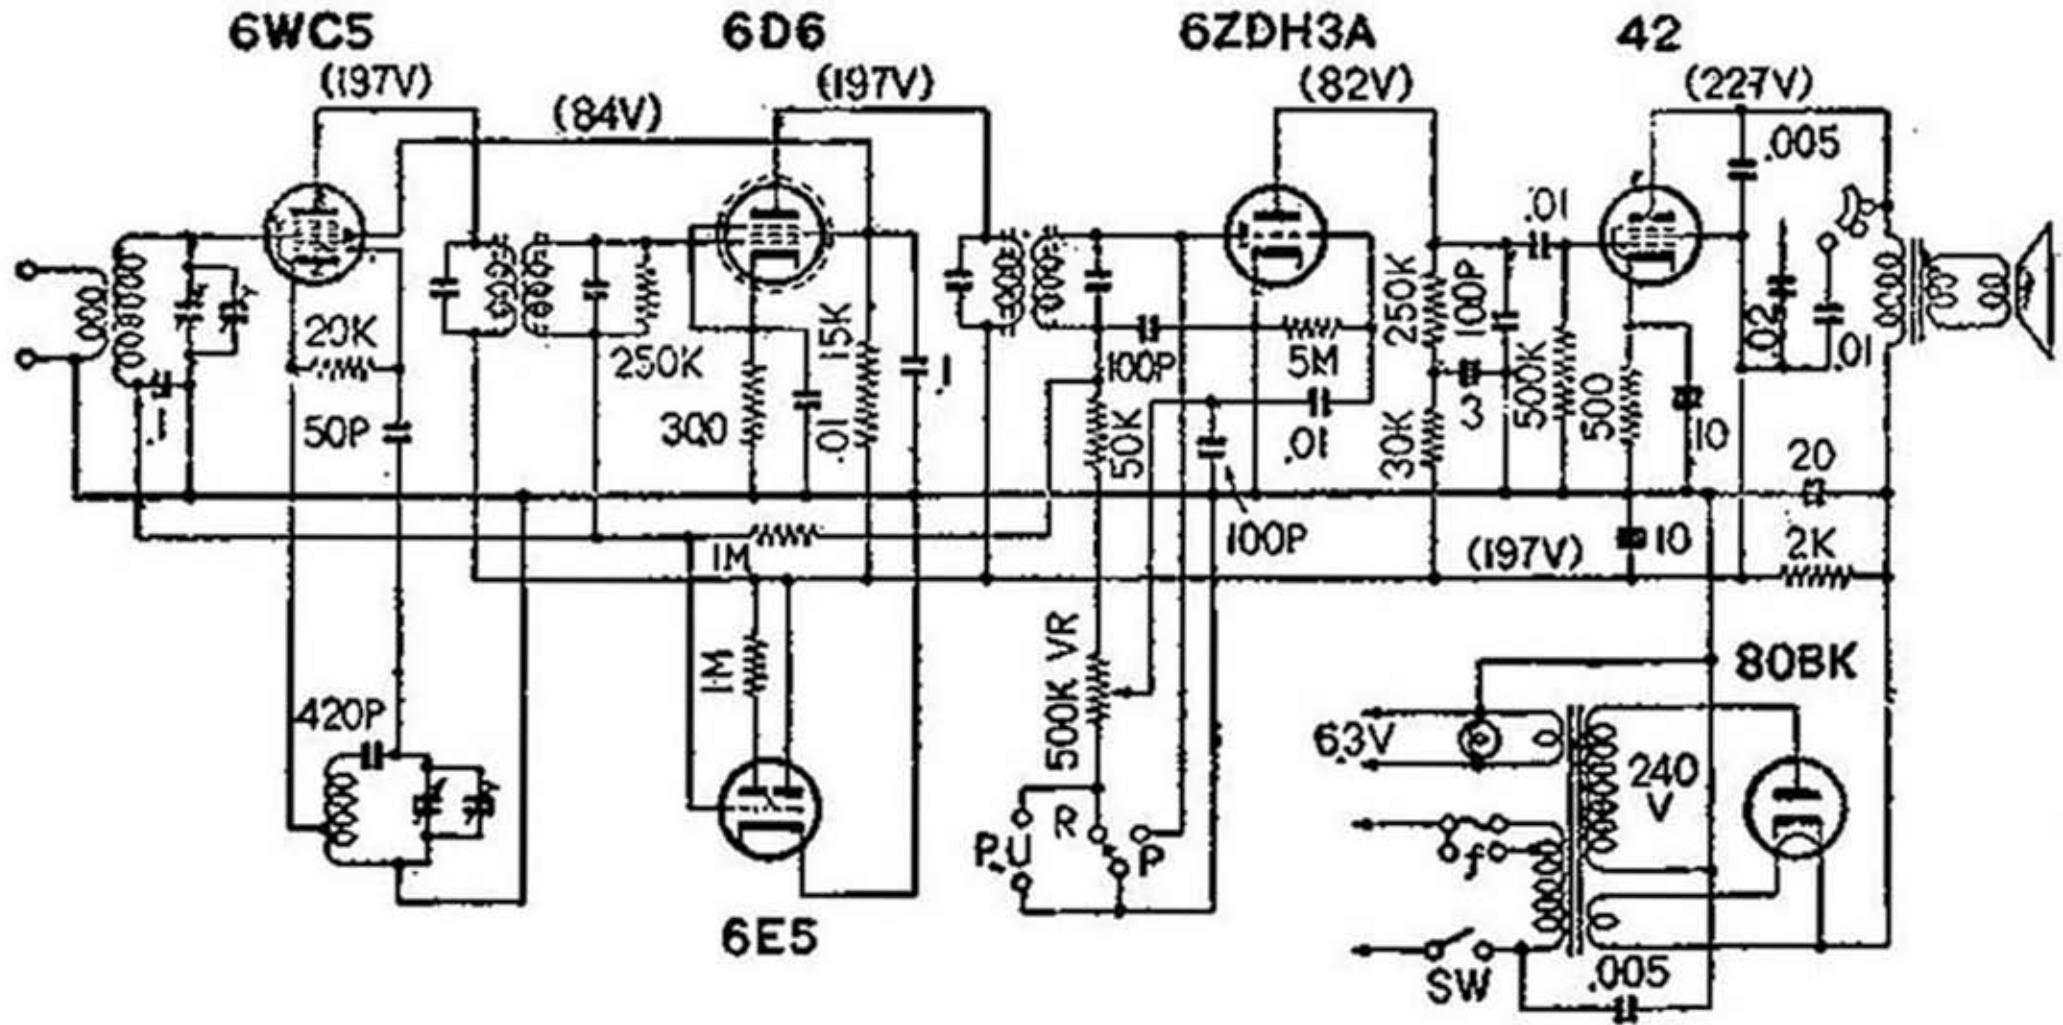 6WC5
6D6
6ZDH3A
42
(197V)
(84V)
(197V)
(82V)
(227V)
.005
.01
20K
250K
15K
.1
100P
5M
250K
100P
.02
.01
50P
300
.01
50K
.01
30K
3
500K
500
10
20
.1
1M
100P
(197V)
10
2K
1M
500K VR
80BK
420P
6.3V
240
V
P.U
R
P
f
6E5
SW
.005